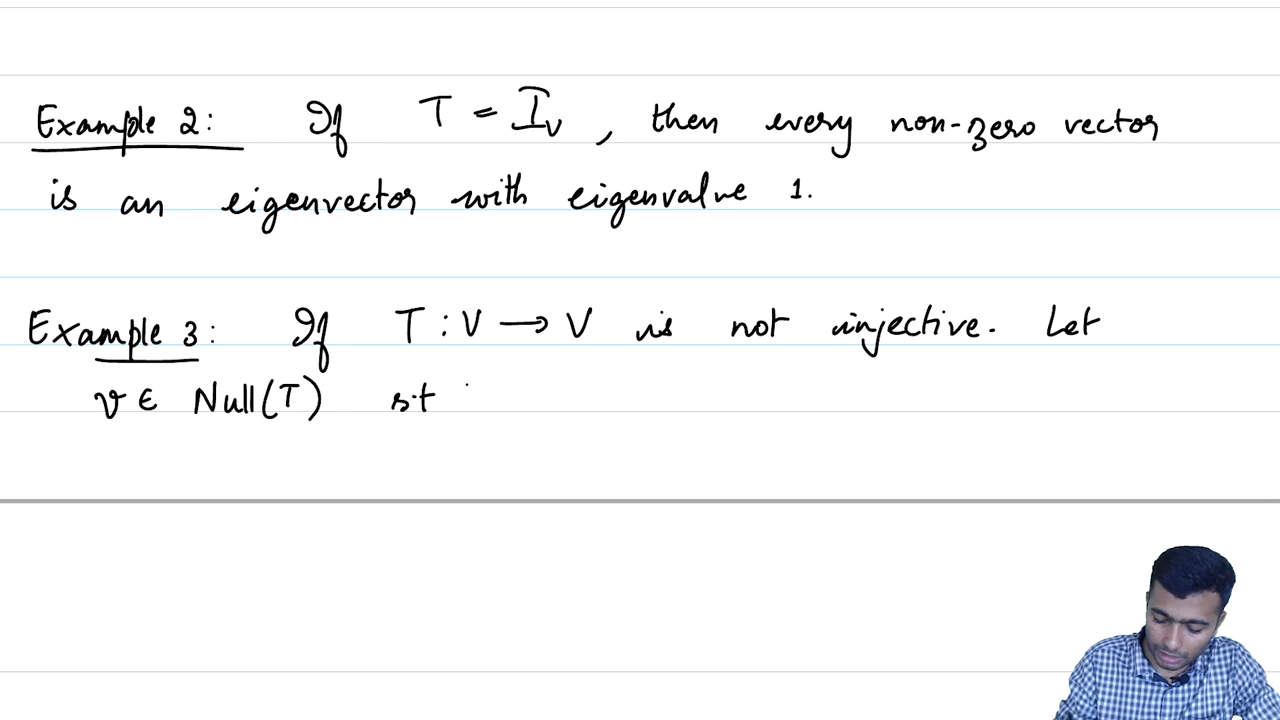 Example 2: If T = I_V, then every non-zero vector
is an eigenvector with eigenvalue 1.
Example 3: If T : V → V is not injective. Let
v ∈ Null(T) s.t